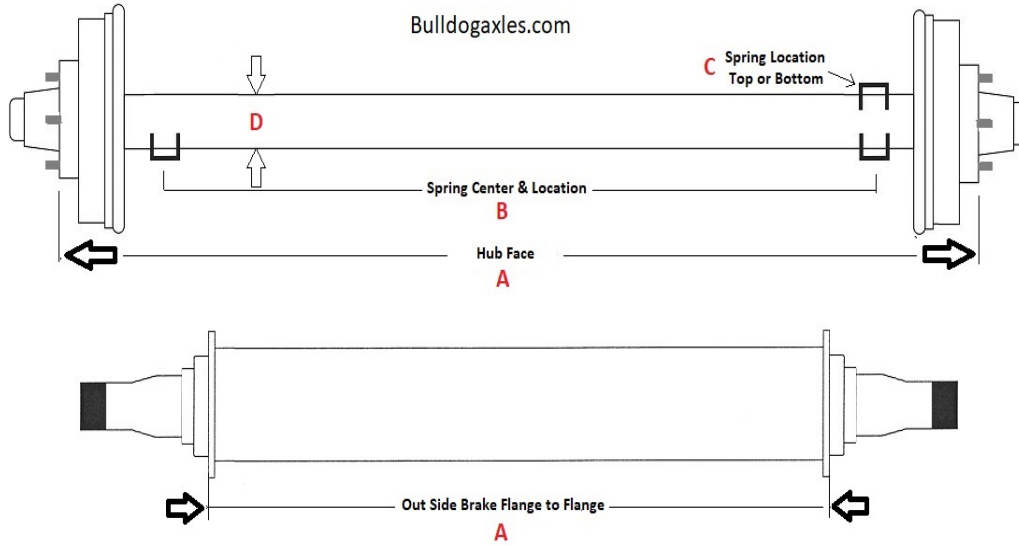 Bulldogaxles.com
C
Spring Location
Top or Bottom
D
Spring Center & Location
B
Hub Face
A
Out Side Brake Flange to Flange
A